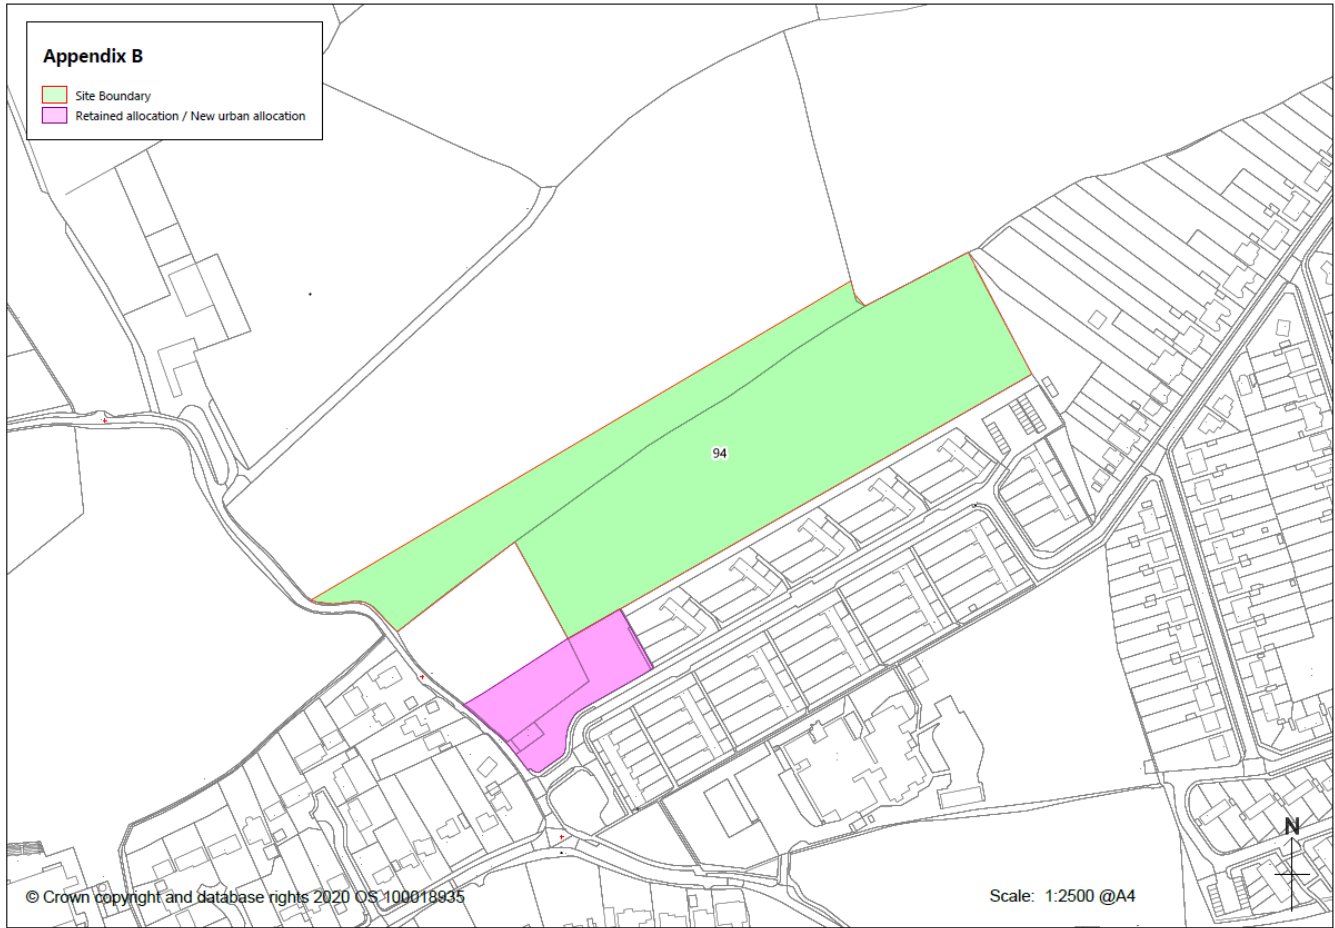 Appendix B
Site Boundary
Retained allocation / New urban allocation
94
N
© Crown copyright and database rights 2020 OS 100018935
Scale: 1:2500 @A4